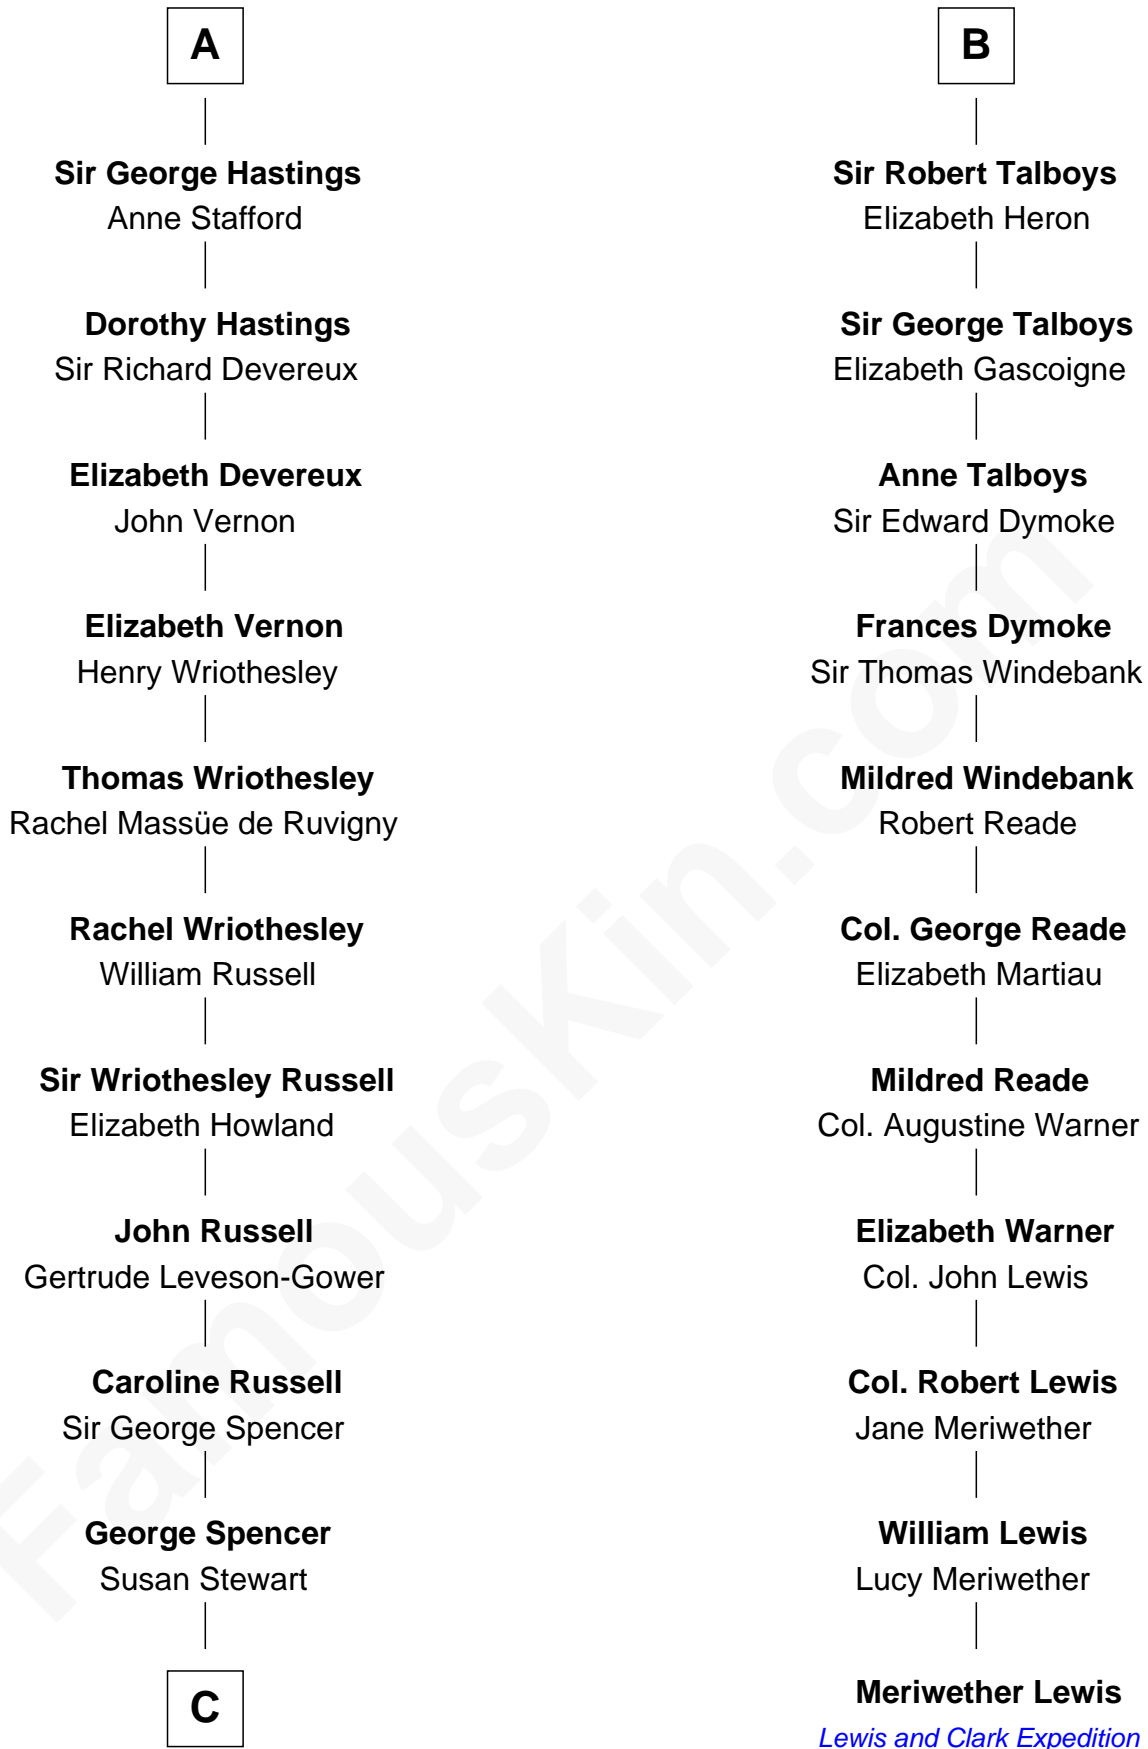 A
Sir George Hastings
Anne Stafford
Dorothy Hastings
Sir Richard Devereux
Elizabeth Devereux
John Vernon
Elizabeth Vernon
Henry Wriothesley
Thomas Wriothesley
Rachel Massüe de Ruvigny
Rachel Wriothesley
William Russell
Sir Wriothesley Russell
Elizabeth Howland
John Russell
Gertrude Leveson-Gower
Caroline Russell
Sir George Spencer
George Spencer
Susan Stewart
C
B
Sir Robert Talboys
Elizabeth Heron
Sir George Talboys
Elizabeth Gascoigne
Anne Talboys
Sir Edward Dymoke
Frances Dymoke
Sir Thomas Windebank
Mildred Windebank
Robert Reade
Col. George Reade
Elizabeth Martiau
Mildred Reade
Col. Augustine Warner
Elizabeth Warner
Col. John Lewis
Col. Robert Lewis
Jane Meriwether
William Lewis
Lucy Meriwether
Meriwether Lewis
Lewis and Clark Expedition
FamousKin.com